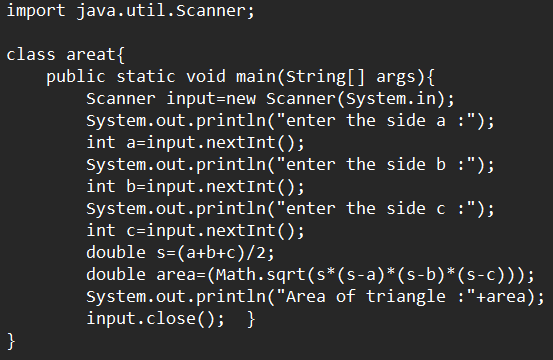 import java.util.Scanner;

class areat{
    public static void main(String[] args){
        Scanner input=new Scanner(System.in);
        System.out.println("enter the side a :");
        int a=input.nextInt();
        System.out.println("enter the side b :");
        int b=input.nextInt();
        System.out.println("enter the side c :");
        int c=input.nextInt();
        double s=(a+b+c)/2;
        double area=(Math.sqrt(s*(s-a)*(s-b)*(s-c)));
        System.out.println("Area of triangle :"+area);
        input.close();  }
}